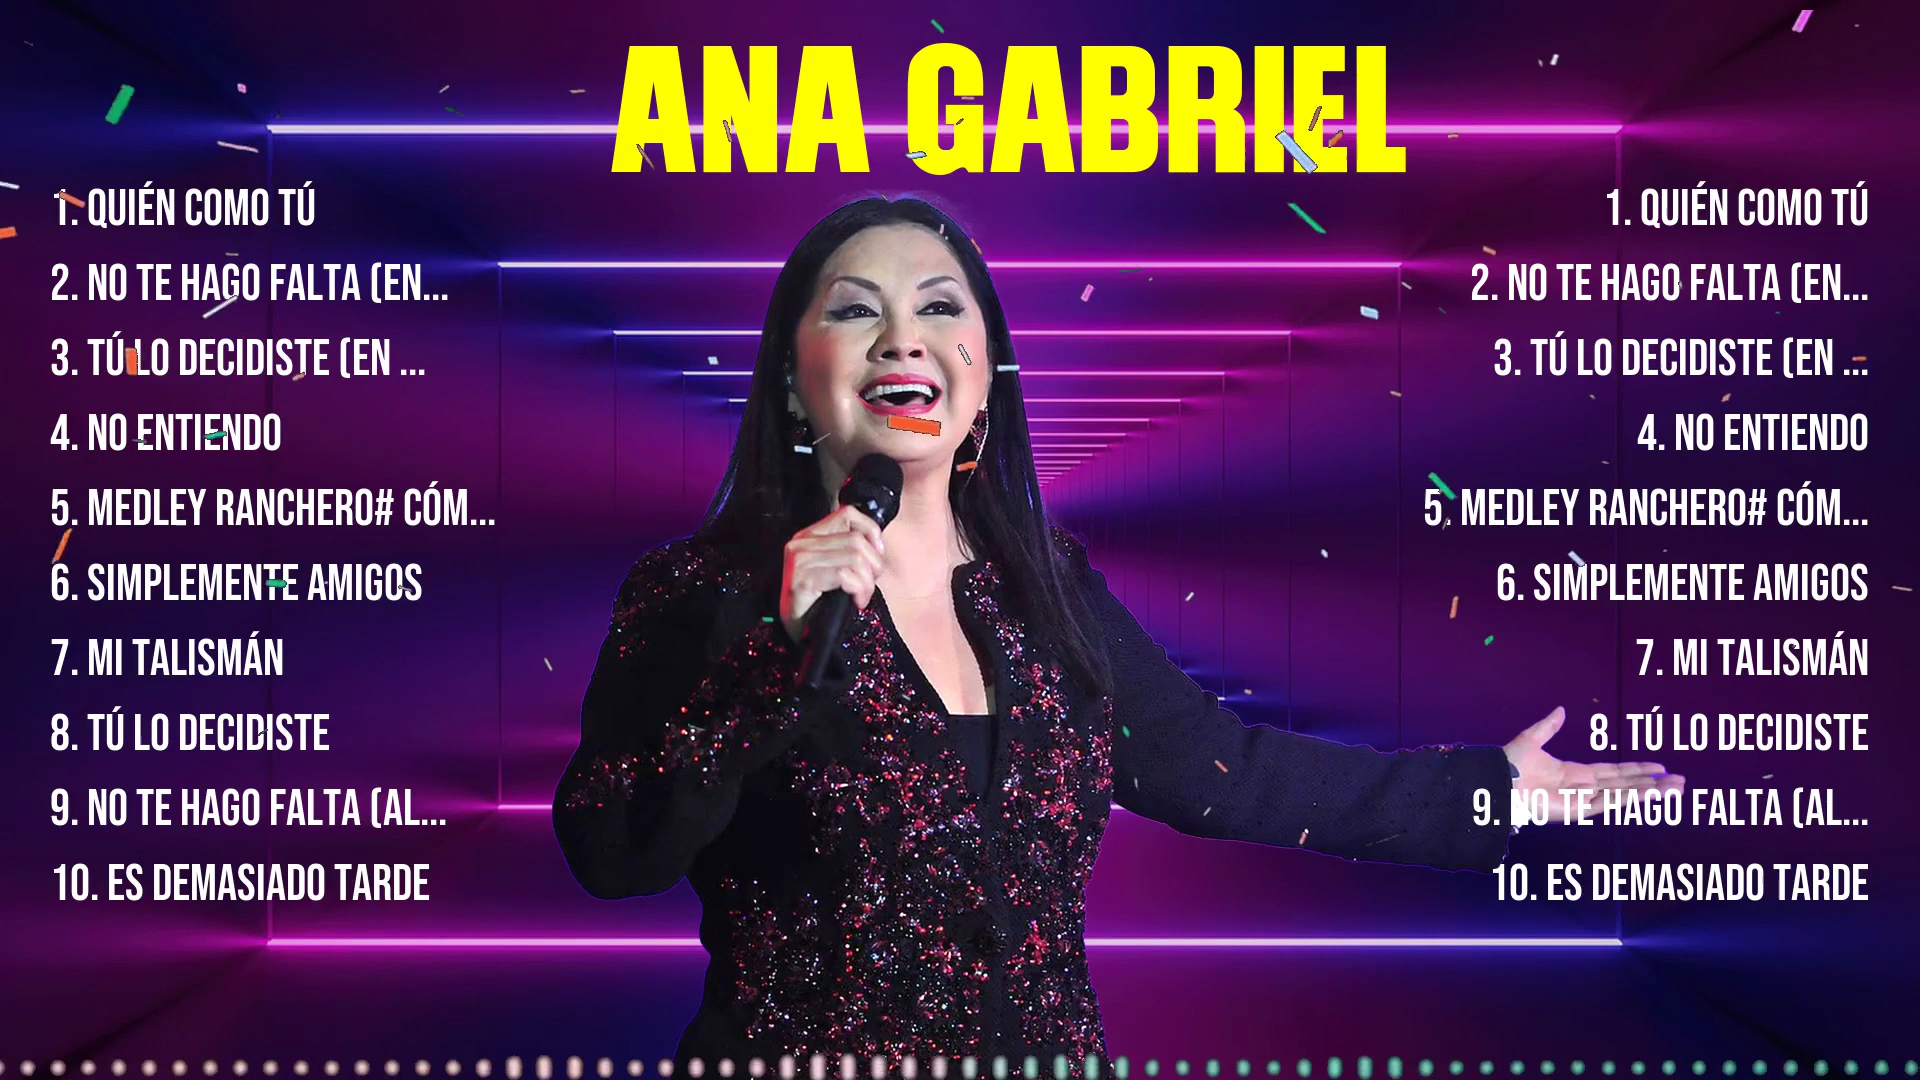 ANA GABRIEL
1. QUIÉN COMO TÚ
2. NO TE HAGO FALTA (EN...
3. TÚ LO DECIDISTE (EN ...
4. NO ENTIENDO
5. MEDLEY RANCHERO# CÓM...
6. SIMPLEMENTE AMIGOS
7. MI TALISMÁN
8. TÚ LO DECIDISTE
9. NO TE HAGO FALTA (AL...
10. ES DEMASIADO TARDE
1. QUIÉN COMO TÚ
2. NO TE HAGO FALTA (EN...
3. TÚ LO DECIDISTE (EN ...
4. NO ENTIENDO
5. MEDLEY RANCHERO# CÓM...
6. SIMPLEMENTE AMIGOS
7. MI TALISMÁN
8. TÚ LO DECIDISTE
9. NO TE HAGO FALTA (AL...
10. ES DEMASIADO TARDE